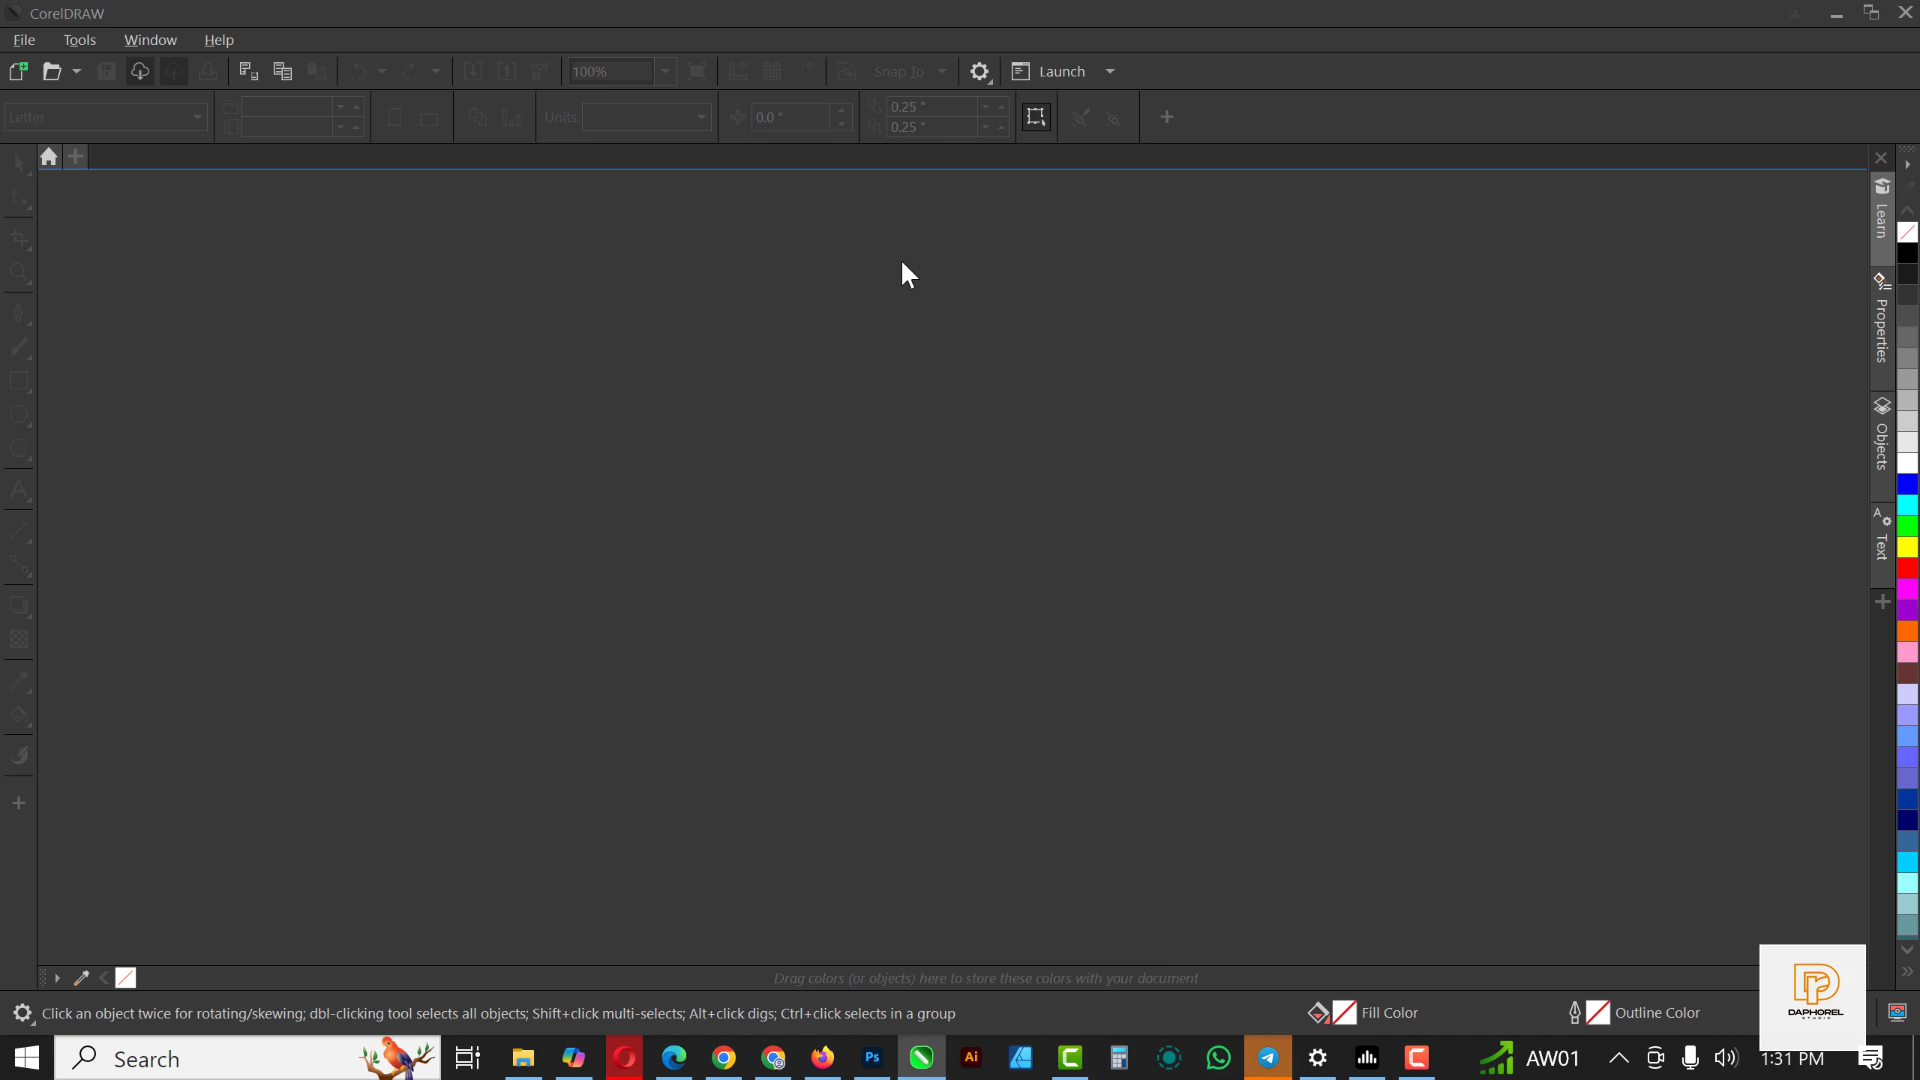 CorelDRAW
File Tools Window Help
100% Snap To Launch
Letter Units: 0.0 " 0.25 "
0.25 "
Learn
Properties
Objects
Text
Drag colors (or objects) here to store these colors with your document
Click an object twice for rotating/skewing; dbl-clicking tool selects all objects; Shift+click multi-selects; Alt+click digs; Ctrl+click selects in a group Fill Color Outline Color
DAPHOREL
STUDIO
Search Ps Ai AW01 1:31 PM